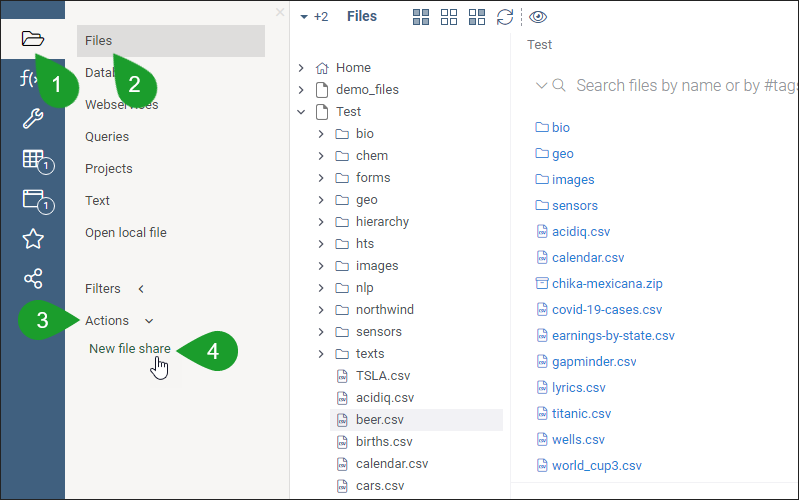 1
f(x
1
1
Files
2
Datab
Webservices
Queries
Projects
Text
Open local file
Filters
3
Actions
New file share
4
+2
Files
Home
demo_files
Test
bio
chem
forms
geo
hierarchy
hts
images
nlp
northwind
sensors
texts
TSLA.csv
acidiq.csv
beer.csv
births.csv
calendar.csv
cars.csv
Test
Search files by name or by #tags
bio
geo
images
sensors
acidiq.csv
calendar.csv
chika-mexicana.zip
covid-19-cases.csv
earnings-by-state.csv
gapminder.csv
lyrics.csv
titanic.csv
wells.csv
world_cup3.csv